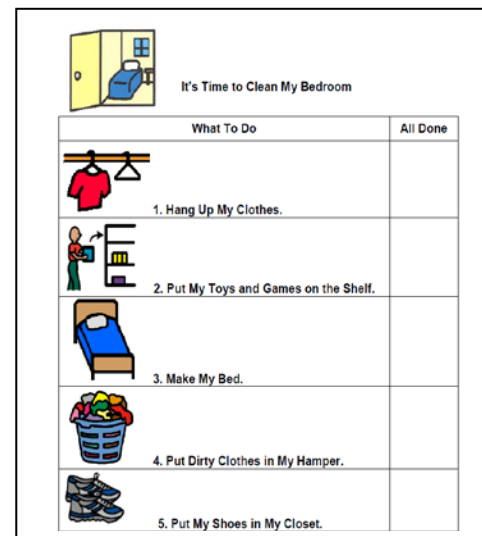 It's Time to Clean My Bedroom
What To Do All Done
1. Hang Up My Clothes.
2. Put My Toys and Games on the Shelf.
3. Make My Bed.
4. Put Dirty Clothes in My Hamper.
5. Put My Shoes in My Closet.